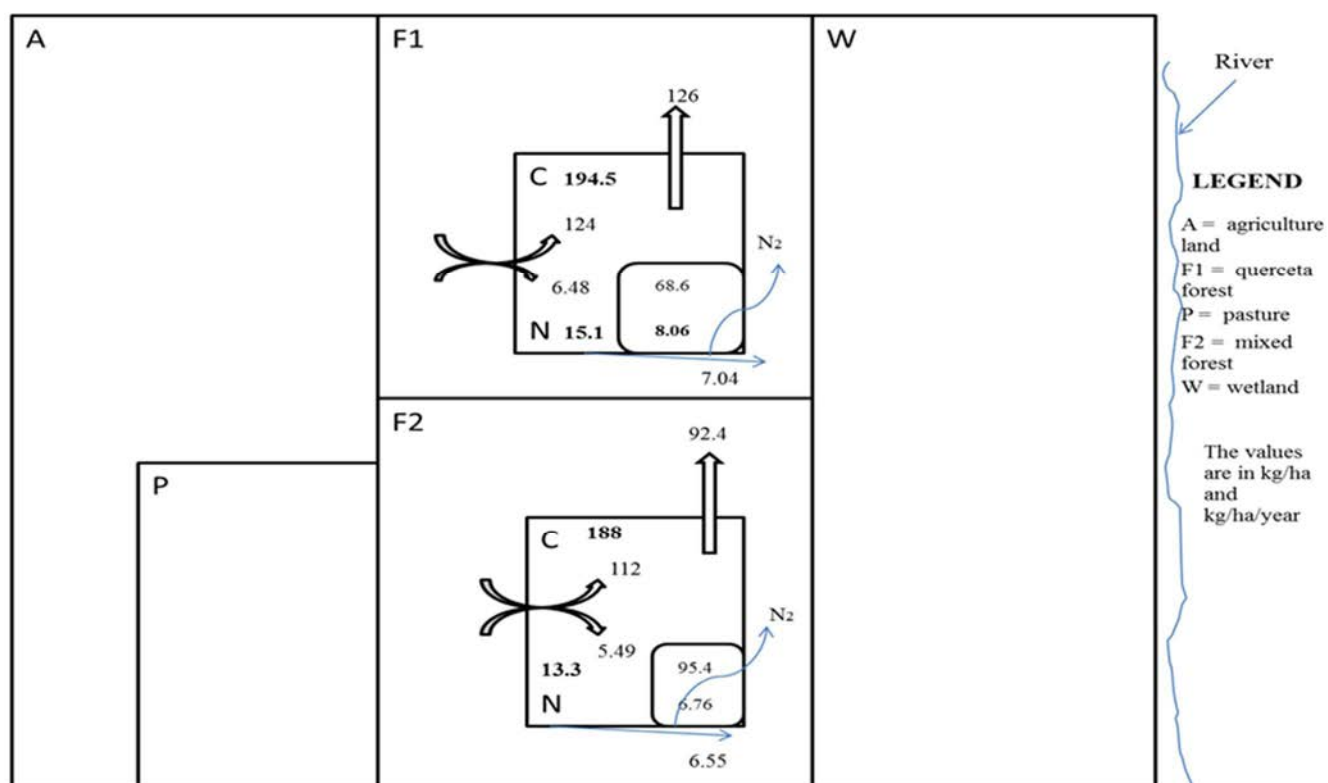 A
F1
126
C 194.5
124
N2
6.48
68.6
N 15.1
8.06
7.04
F2
92.4
C 188
112
N2
5.49
95.4
13.3
N
6.76
6.55
P
W
River
LEGEND
A = agriculture
land
F1 = querceta
forest
P = pasture
F2 = mixed
forest
W = wetland
The values
are in kg/ha
and
kg/ha/year